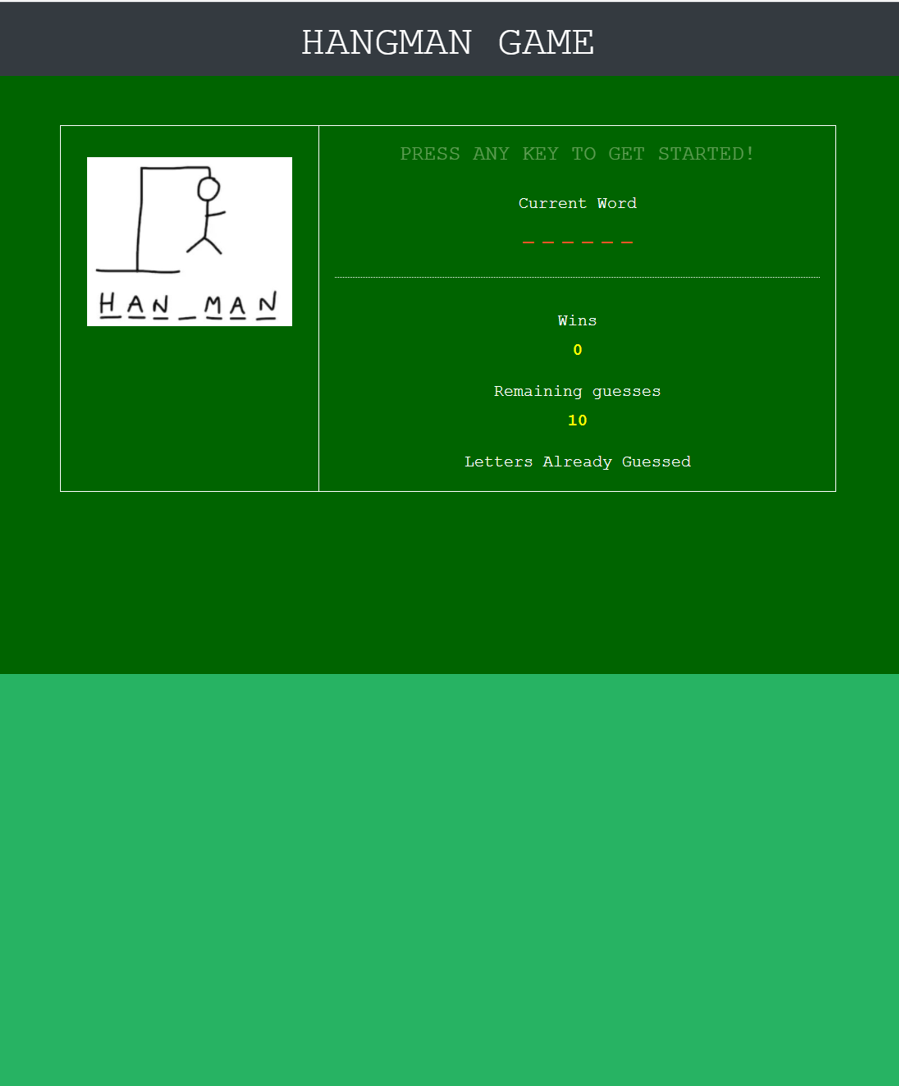 HANGMAN GAME
HAN_MAN
PRESS ANY KEY TO GET STARTED!
Current Word
_ _ _ _ _ _
Wins
0
Remaining guesses
10
Letters Already Guessed